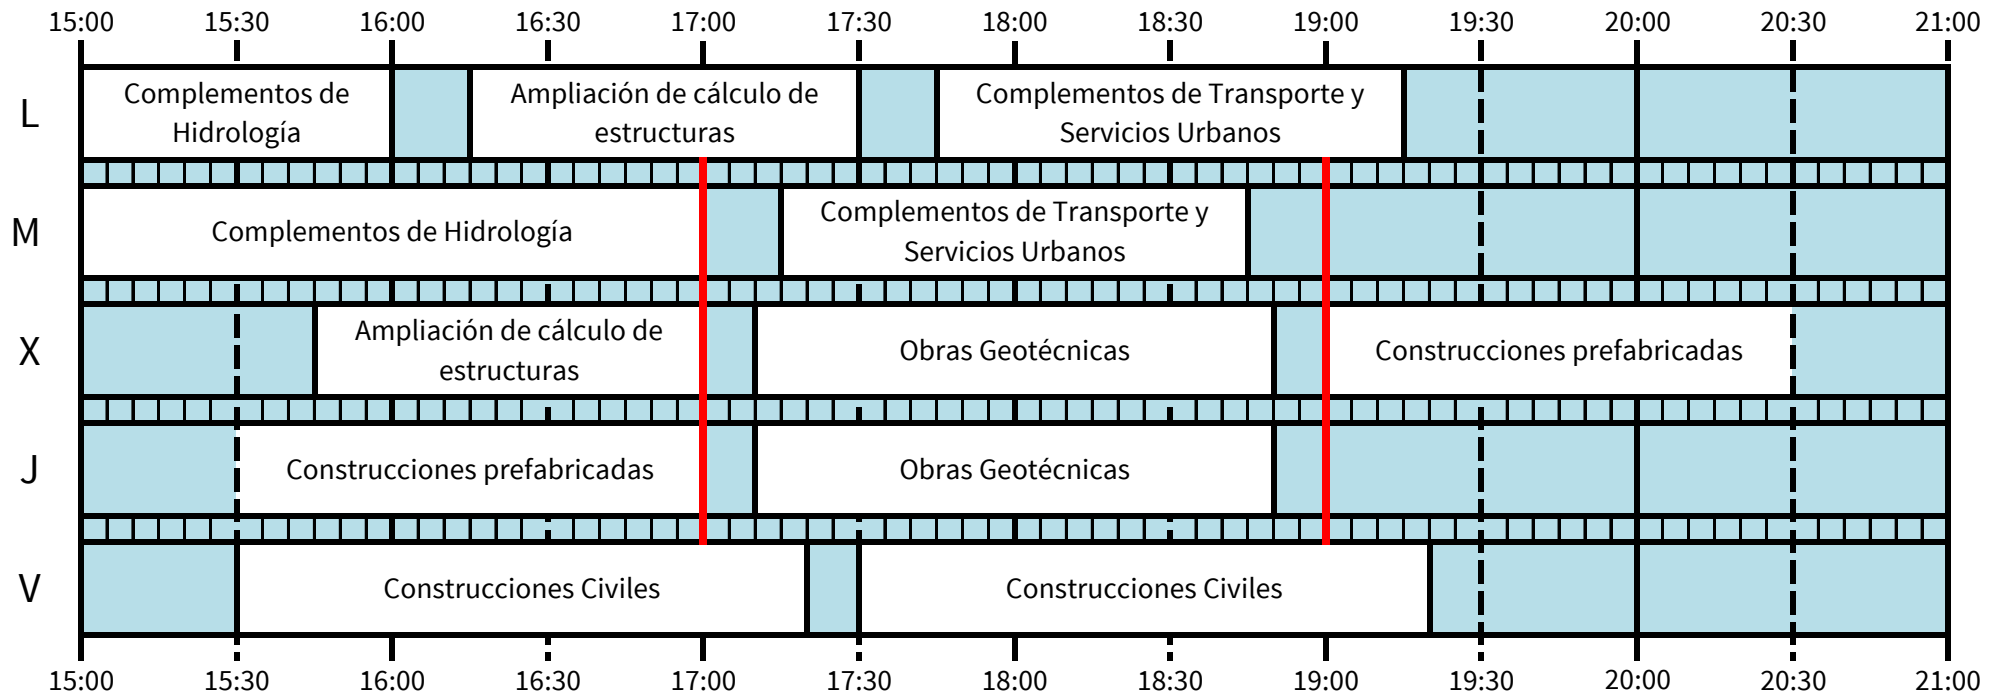 15:00 15:30 16:00 16:30 17:00 17:30 18:00 18:30 19:00 19:30 20:00 20:30 21:00
L
Complementos de
Hidrología
Ampliación de cálculo de
estructuras
Complementos de Transporte y
Servicios Urbanos
M
Complementos de Hidrología
Complementos de Transporte y
Servicios Urbanos
X
Ampliación de cálculo de
estructuras
Obras Geotécnicas
Construcciones prefabricadas
J
Construcciones prefabricadas
Obras Geotécnicas
V
Construcciones Civiles
Construcciones Civiles
15:00 15:30 16:00 16:30 17:00 17:30 18:00 18:30 19:00 19:30 20:00 20:30 21:00